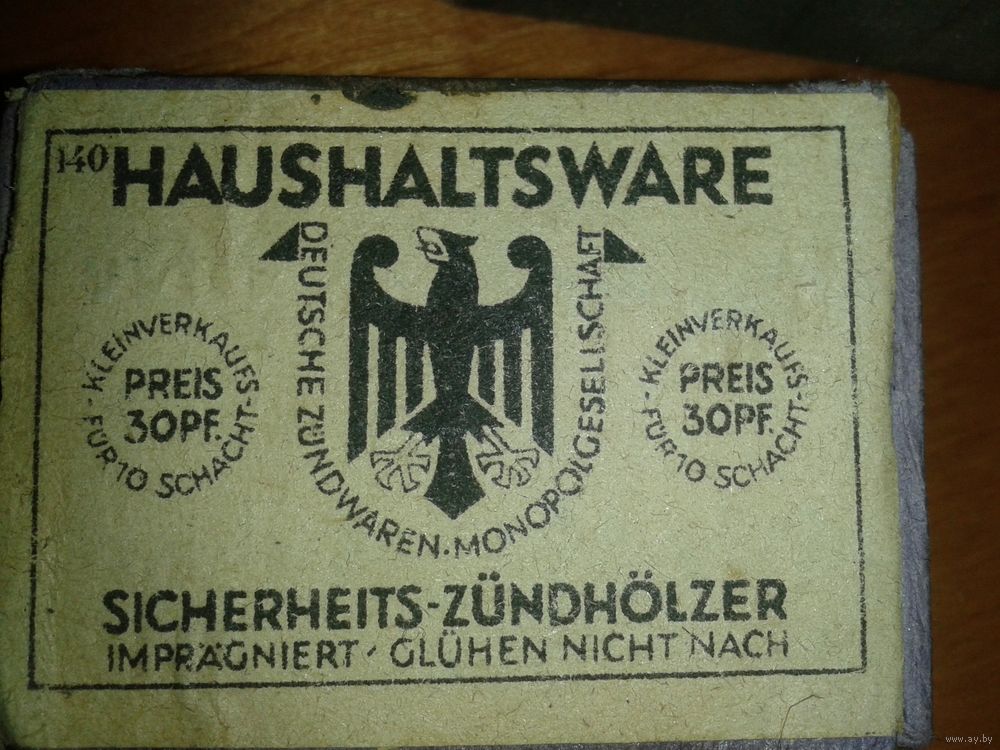 140
HAUSHALTSWARE
DEUTSCHE ZÜNDWAREN-MONOPOLGESELLSCHAFT
KLEINVERKAUFS-
PREIS
30PF.
FÜR 10 SCHACHT-
KLEINVERKAUFS-
PREIS
30PF.
FÜR 10 SCHACHT-
SICHERHEITS-ZÜNDHÖLZER
IMPRÄGNIERT · GLÜHEN NICHT NACH
www.ay.by